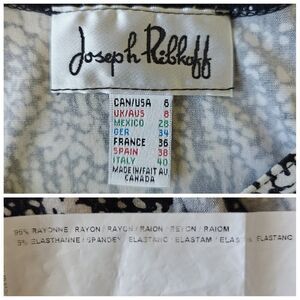 Joseph Ribkoff
CAN/USA 6
UK/AUS 8
MEXICO 28
GER 34
FRANCE 36
SPAIN 38
ITALY 40
MADE IN/FAIT AU
CANADA
95% RAYONNE / RAYON / RAYON / RAION / REYON / RAIOM
5% ELASTHANNE / SPANDEX / ELASTANO / ELASTAM / ELASTAN ELASTANO